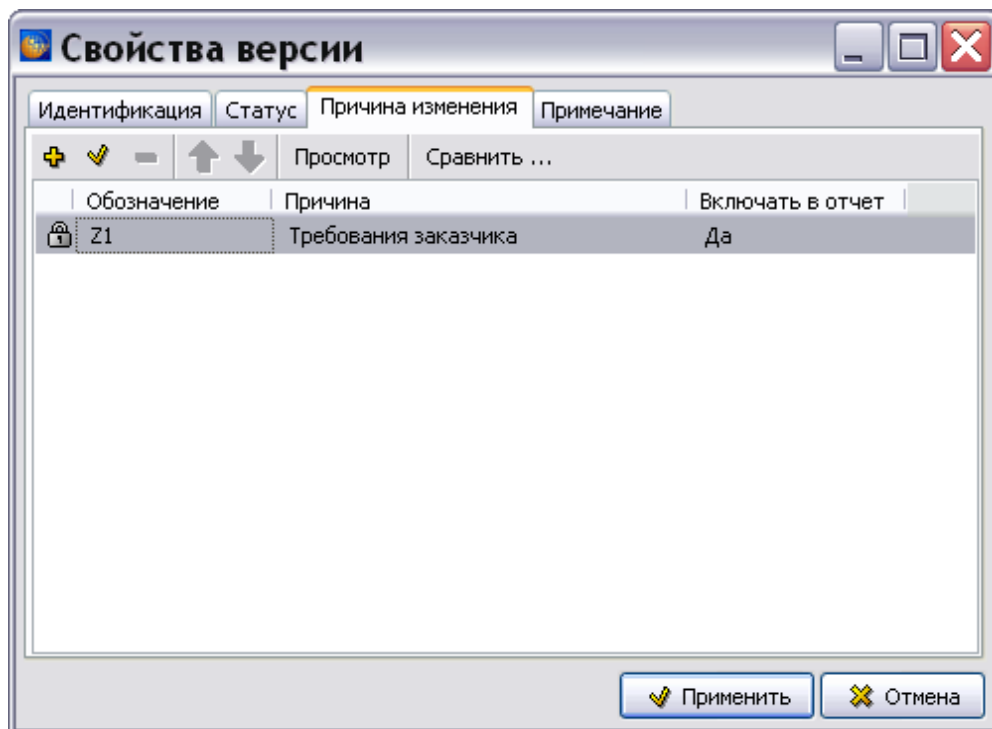 Свойства версии
Идентификация Статус Причина изменения Примечание
Просмотр Сравнить ...
Обозначение Причина Включать в отчет
Z1 Требования заказчика Да
Применить Отмена